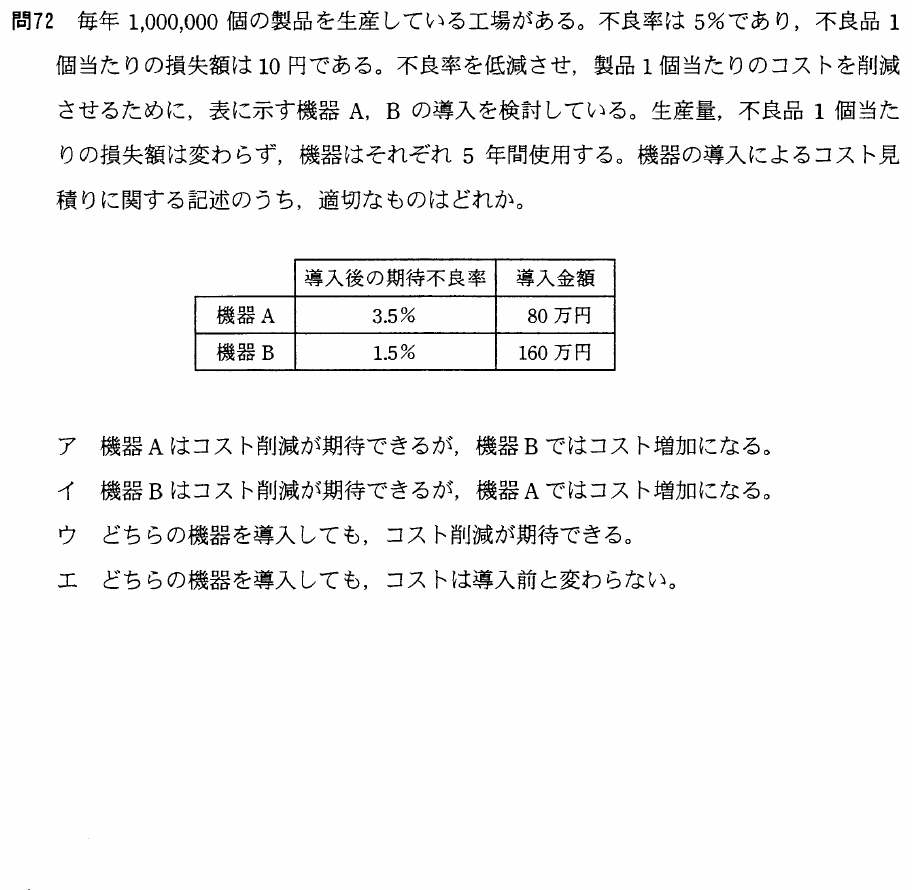 問72 毎年 1,000,000 個の製品を生産している工場がある。不良率は 5%であり，不良品 1
個当たりの損失額は 10 円である。不良率を低減させ，製品 1 個当たりのコストを削減
させるために，表に示す機器 A，B の導入を検討している。生産量，不良品 1 個当た
りの損失額は変わらず，機器はそれぞれ 5 年間使用する。機器の導入によるコスト見
積りに関する記述のうち，適切なものはどれか。
導入後の期待不良率 導入金額
機器 A 3.5% 80 万円
機器 B 1.5% 160 万円
ア 機器 A はコスト削減が期待できるが，機器 B ではコスト増加になる。
イ 機器 B はコスト削減が期待できるが，機器 A ではコスト増加になる。
ウ どちらの機器を導入しても，コスト削減が期待できる。
エ どちらの機器を導入しても，コストは導入前と変わらない。